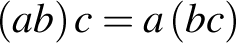 (ab) c = a (bc)